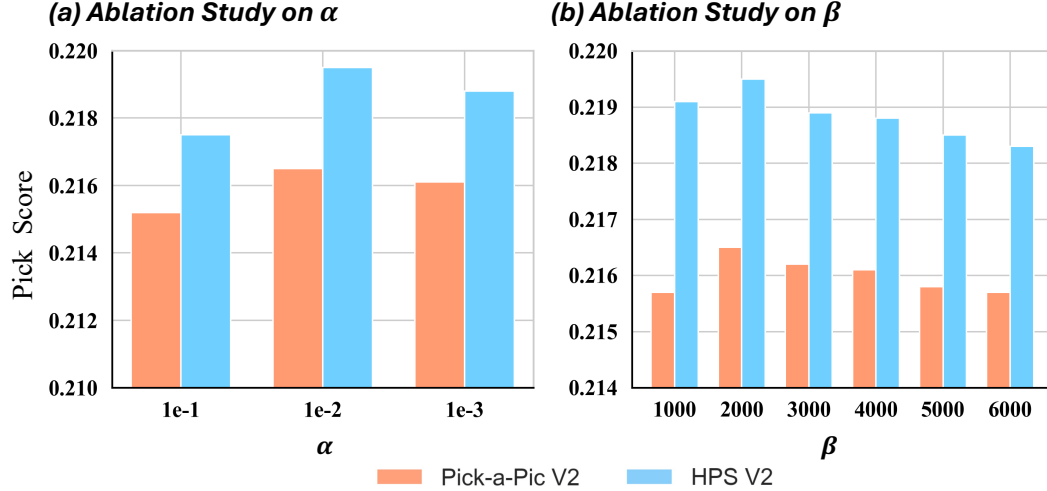 (a) Ablation Study on α
(b) Ablation Study on β
Pick Score
0.220
0.218
0.216
0.214
0.212
0.210
1e-1 1e-2 1e-3
α
0.220
0.219
0.218
0.217
0.216
0.215
0.214
1000 2000 3000 4000 5000 6000
β
Pick-a-Pic V2 HPS V2